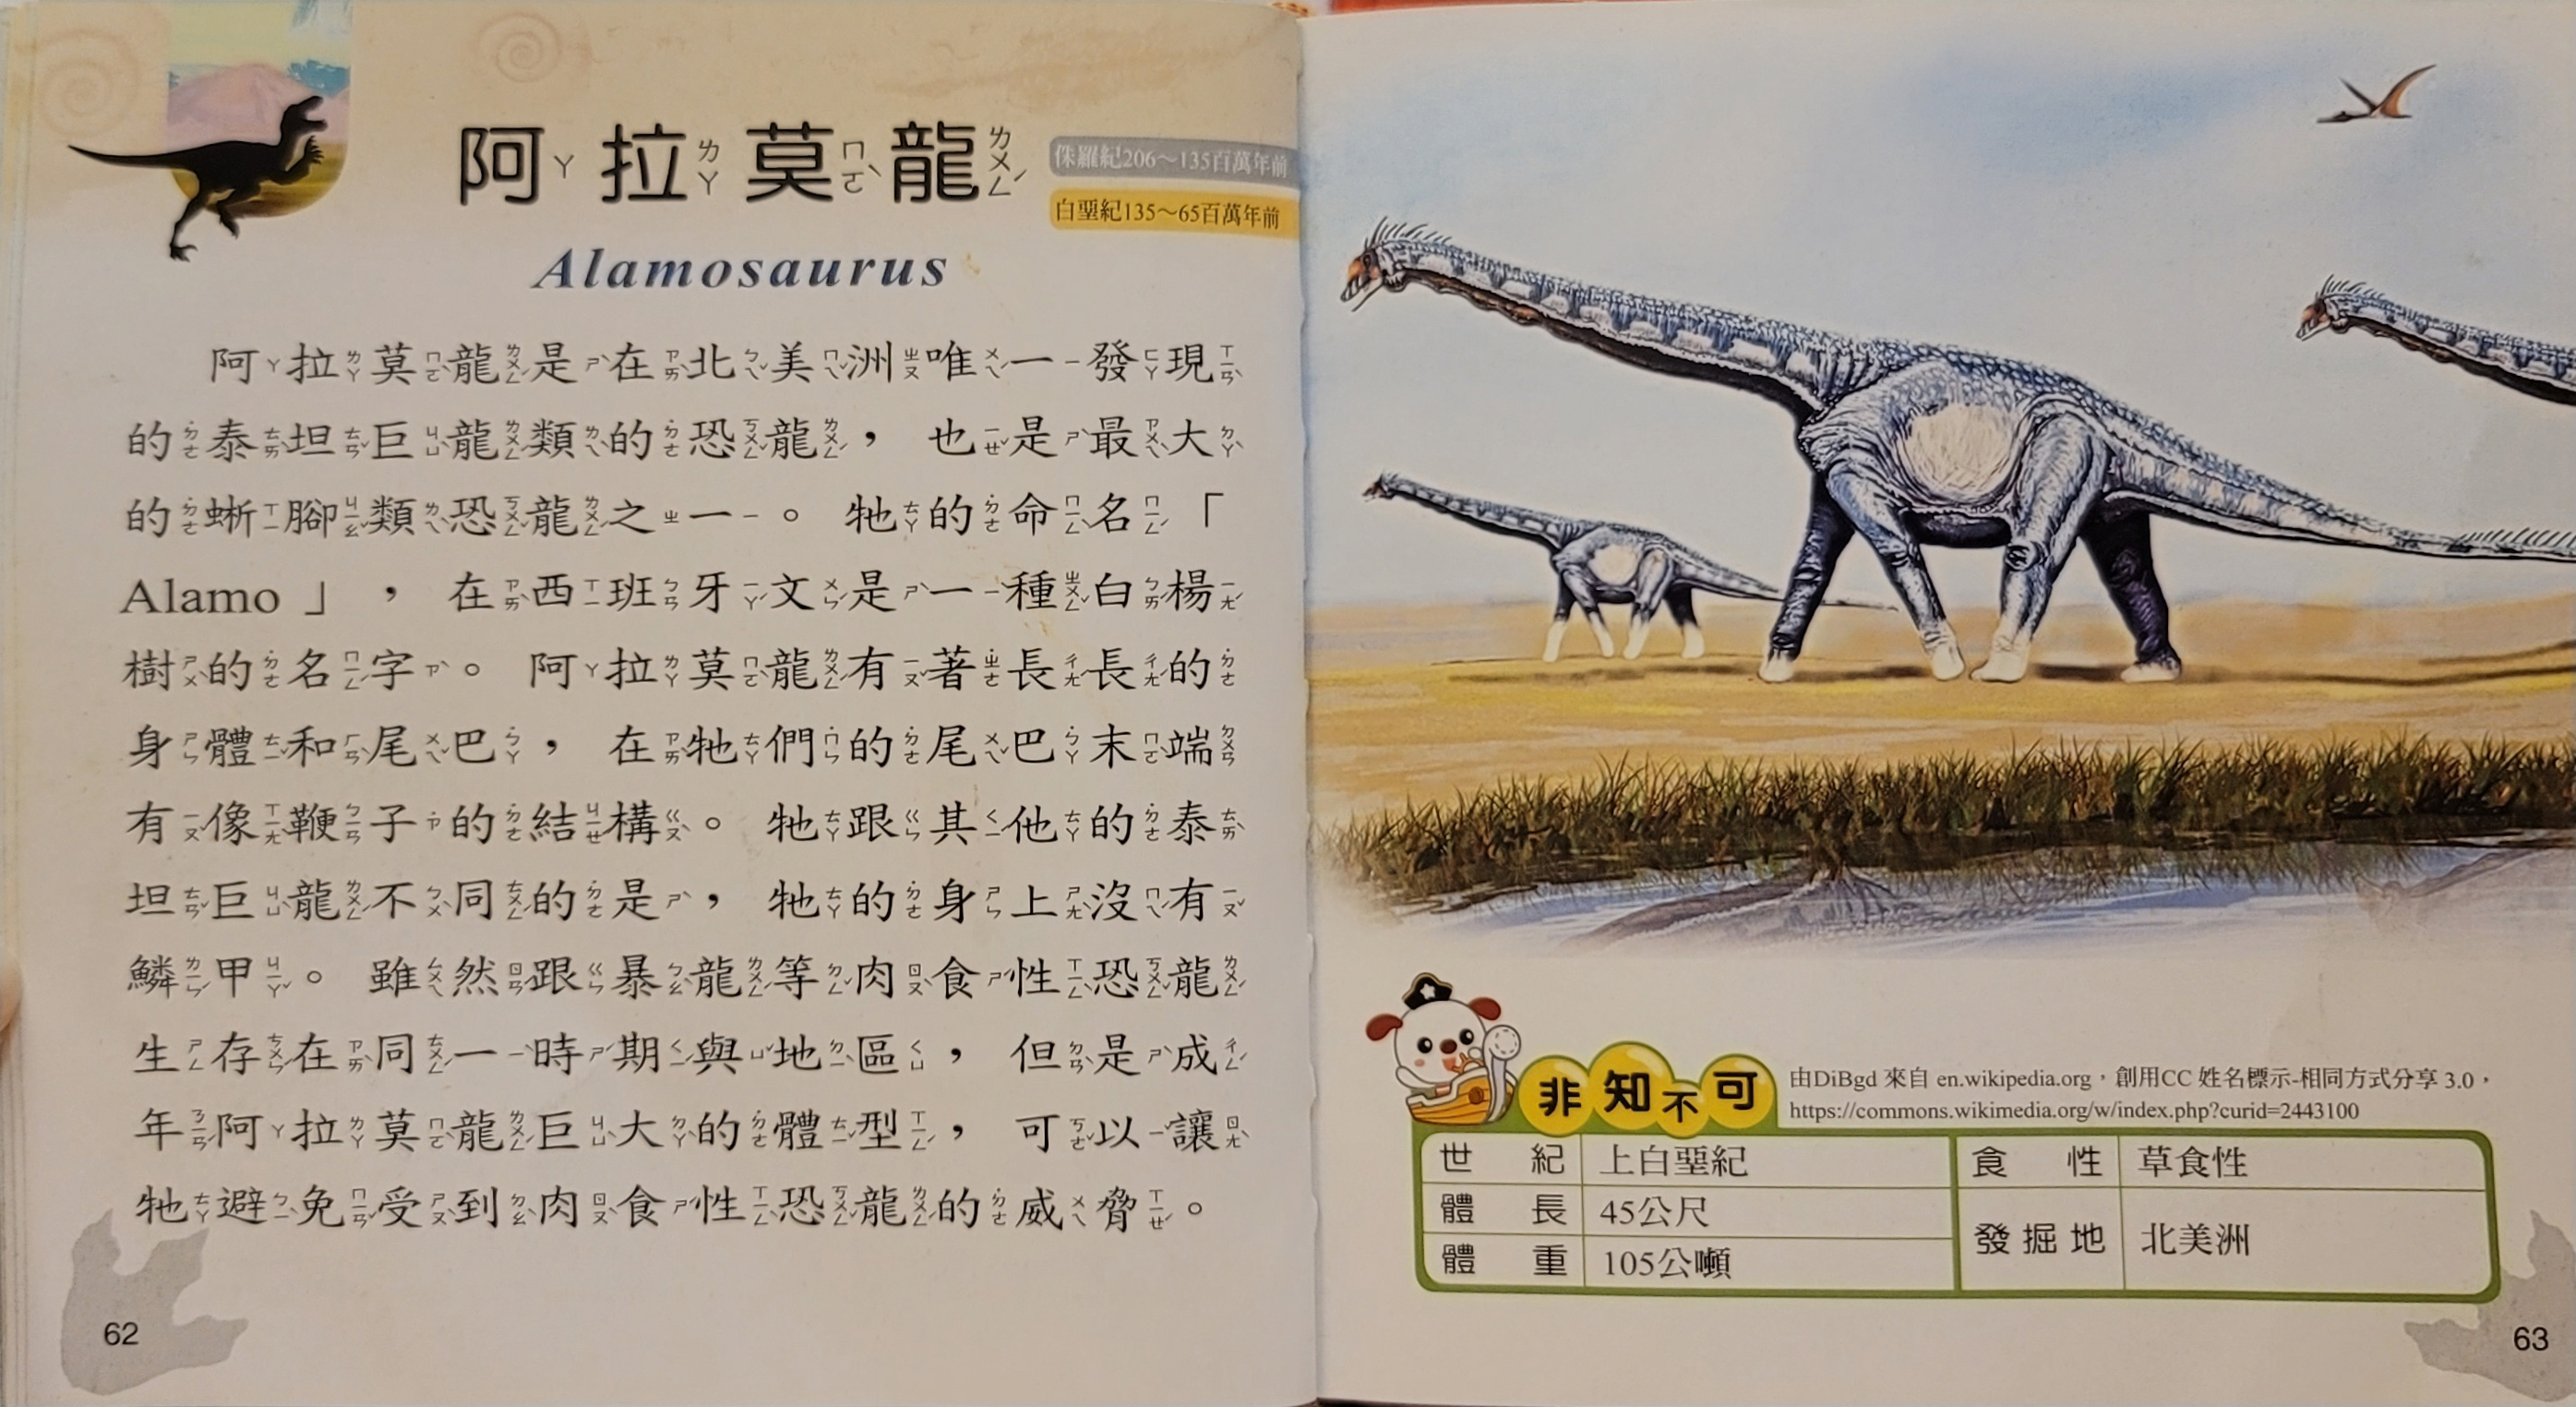 阿拉莫龍
侏羅紀206～135百萬年前
白堊紀135～65百萬年前
Alamosaurus
阿拉莫龍是在北美洲唯一發現
的泰坦巨龍類的恐龍，也是最大
的蜥腳類恐龍之一。牠的命名「
Alamo」，在西班牙文是一種白楊
樹的名字。阿拉莫龍有著長長的
身體和尾巴，在牠們的尾巴末端
有像鞭子的結構。牠跟其他的泰
坦巨龍不同的是，牠的身上沒有
鱗甲。雖然跟暴龍等肉食性恐龍
生存在同一時期與地區，但是成
年阿拉莫龍巨大的體型，可以讓
牠避免受到肉食性恐龍的威脅。
62
非知不可
由DiBgd 來自 en.wikipedia.org，創用CC 姓名標示-相同方式分享 3.0，
https://commons.wikimedia.org/w/index.php?curid=2443100
世紀 上白堊紀
體長 45公尺
體重 105公噸
食性 草食性
發掘地 北美洲
63